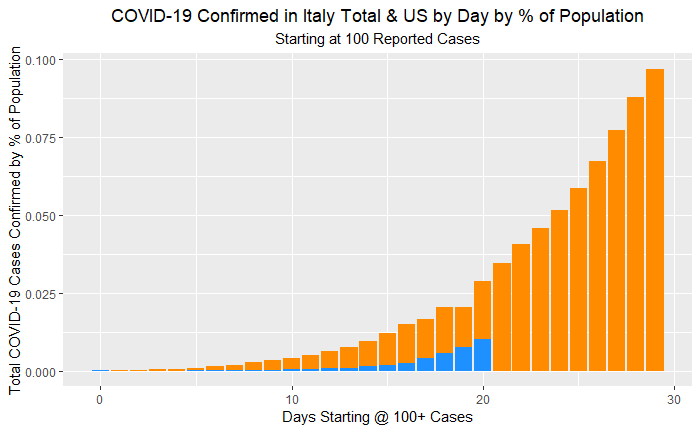 COVID-19 Confirmed in Italy Total & US by Day by % of Population
Starting at 100 Reported Cases
Total COVID-19 Cases Confirmed by % of Population
0.100
0.075
0.050
0.025
0.000
0
10
20
30
Days Starting @ 100+ Cases